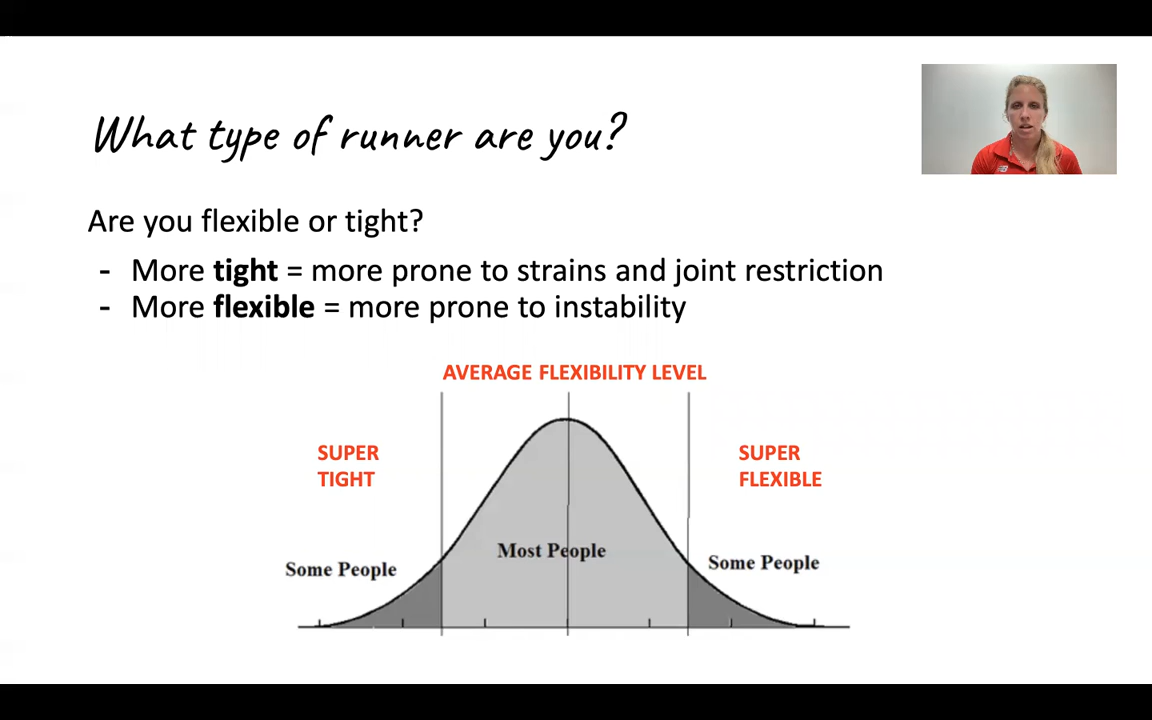 What type of runner are you?
Are you flexible or tight?
- More tight = more prone to strains and joint restriction
- More flexible = more prone to instability
AVERAGE FLEXIBILITY LEVEL
SUPER
TIGHT
SUPER
FLEXIBLE
Some People
Most People
Some People